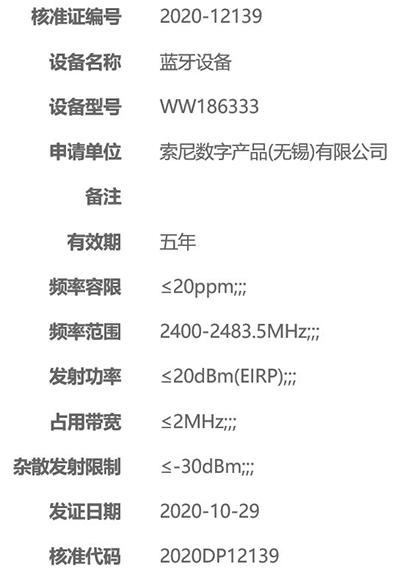 核准证编号 2020-12139
设备名称 蓝牙设备
设备型号 WW186333
申请单位 索尼数字产品(无锡)有限公司
备注
有效期 五年
频率容限 ≤20ppm;;;
频率范围 2400-2483.5MHz;;;
发射功率 ≤20dBm(EIRP);;;
占用带宽 ≤2MHz;;;
杂散发射限制 ≤-30dBm;;;
发证日期 2020-10-29
核准代码 2020DP12139